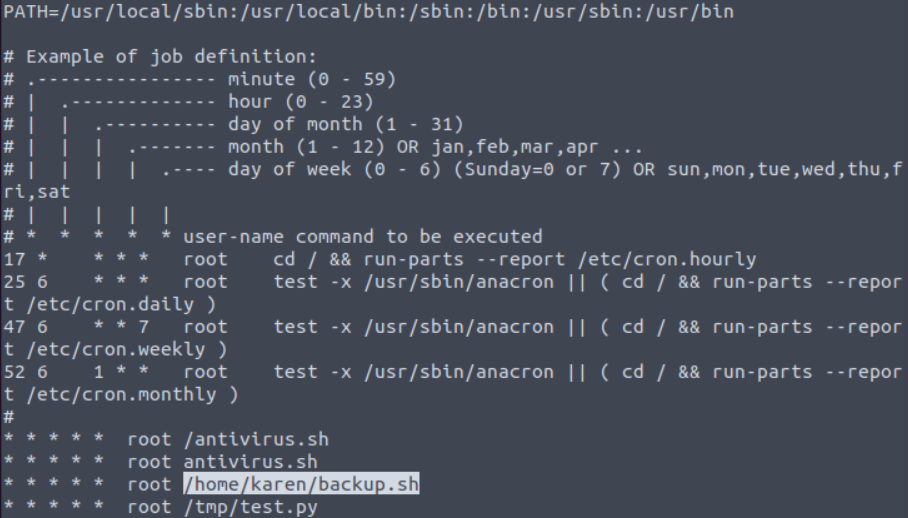 PATH=/usr/local/sbin:/usr/local/bin:/sbin:/bin:/usr/sbin:/usr/bin

# Example of job definition:
# .---------------- minute (0 - 59)
# |  .------------- hour (0 - 23)
# |  |  .---------- day of month (1 - 31)
# |  |  |  .------- month (1 - 12) OR jan,feb,mar,apr ...
# |  |  |  |  .---- day of week (0 - 6) (Sunday=0 or 7) OR sun,mon,tue,wed,thu,f
ri,sat
# |  |  |  |  |
# *  *  *  *  * user-name command to be executed
17 *    * * *   root    cd / && run-parts --report /etc/cron.hourly
25 6    * * *   root    test -x /usr/sbin/anacron || ( cd / && run-parts --repor
t /etc/cron.daily )
47 6    * * 7   root    test -x /usr/sbin/anacron || ( cd / && run-parts --repor
t /etc/cron.weekly )
52 6    1 * *   root    test -x /usr/sbin/anacron || ( cd / && run-parts --repor
t /etc/cron.monthly )
#
* * * * *  root /antivirus.sh
* * * * *  root antivirus.sh
* * * * *  root /home/karen/backup.sh
* * * * *  root /tmp/test.py